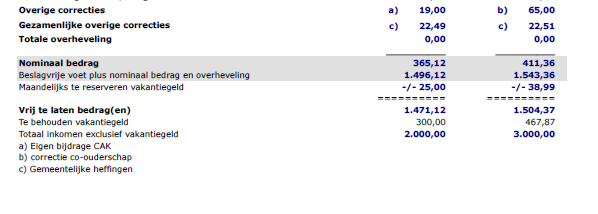 Overige correcties a) 19,00 b) 65,00
Gezamenlijke overige correcties c) 22,49 c) 22,51
Totale overheveling 0,00 0,00
Nominaal bedrag 365,12 411,36
Beslagvrije voet plus nominaal bedrag en overheveling 1.496,12 1.543,36
Maandelijks te reserveren vakantiegeld -/- 25,00 -/- 38,99
========== ==========
Vrij te laten bedrag(en) 1.471,12 1.504,37
Te behouden vakantiegeld 300,00 467,87
Totaal inkomen exclusief vakantiegeld 2.000,00 3.000,00
a) Eigen bijdrage CAK
b) correctie co-ouderschap
c) Gemeentelijke heffingen